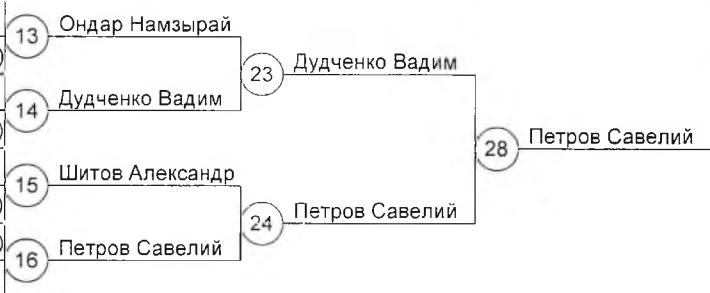 13 Ондар Намзырай
23 Дудченко Вадим
14 Дудченко Вадим
28 Петров Савелий
15 Шитов Александр
24 Петров Савелий
16 Петров Савелий